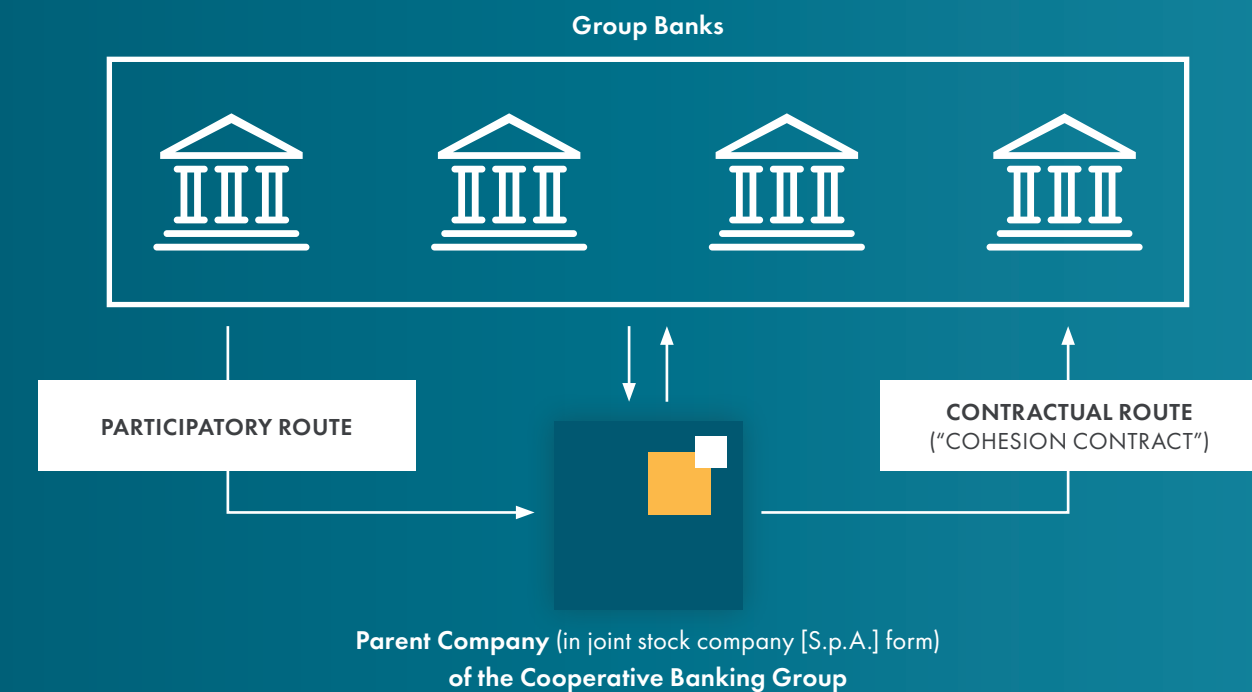 Group Banks
PARTICIPATORY ROUTE
CONTRACTUAL ROUTE
(“COHESION CONTRACT”)
Parent Company (in joint stock company [S.p.A.] form)
of the Cooperative Banking Group